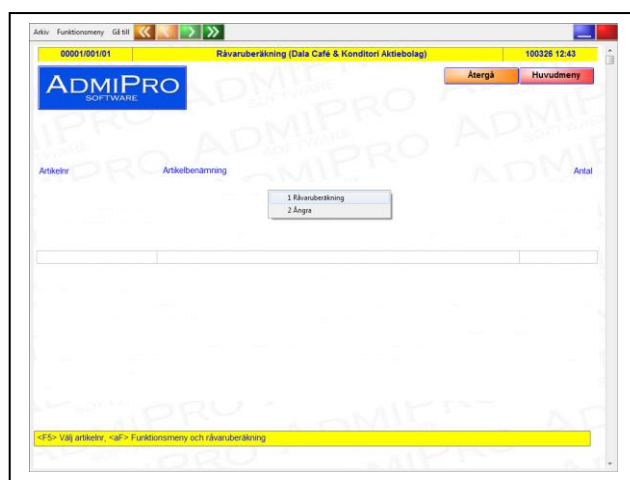 Arkiv Funktionsmeny Gå till
00001/001/01 Råvaruberäkning (Dala Café & Konditori Aktiebolag) 100326 12:43
ADMIPRO
SOFTWARE
Återgå Huvudmeny
Artikelnr Artikelbenämning Antal
1 Råvaruberäkning
2 Ångra
<F5> Välj artikelnr, <aF> Funktionsmeny och råvaruberäkning